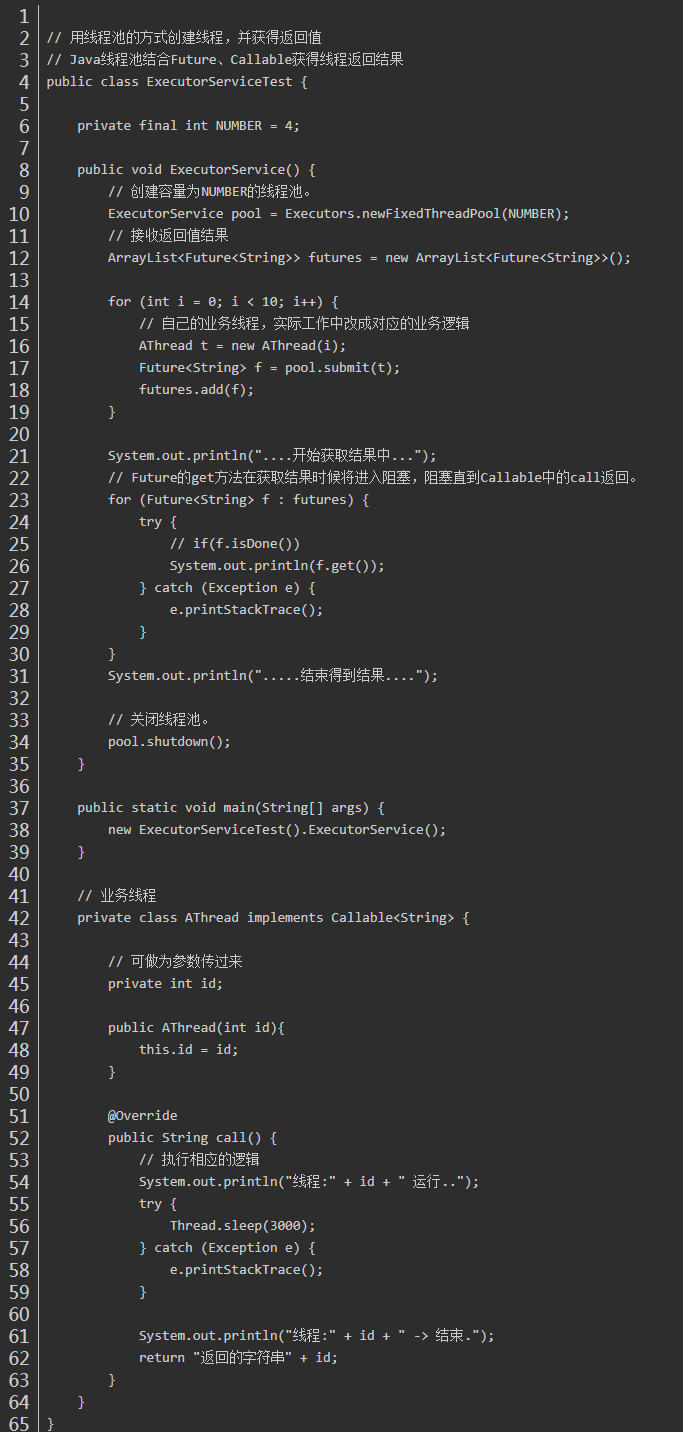 1
2 // 用线程池的方式创建线程，并获得返回值
3 // Java线程池结合Future、Callable获得线程返回结果
4 public class ExecutorServiceTest {
5
6     private final int NUMBER = 4;
7
8     public void ExecutorService() {
9         // 创建容量为NUMBER的线程池。
10         ExecutorService pool = Executors.newFixedThreadPool(NUMBER);
11         // 接收返回值结果
12         ArrayList<Future<String>> futures = new ArrayList<Future<String>>();
13
14         for (int i = 0; i < 10; i++) {
15             // 自己的业务线程，实际工作中改成对应的业务逻辑
16             AThread t = new AThread(i);
17             Future<String> f = pool.submit(t);
18             futures.add(f);
19         }
20
21         System.out.println("....开始获取结果中...");
22         // Future的get方法在获取结果时候将进入阻塞，阻塞直到Callable中的call返回。
23         for (Future<String> f : futures) {
24             try {
25                 // if(f.isDone())
26                 System.out.println(f.get());
27             } catch (Exception e) {
28                 e.printStackTrace();
29             }
30         }
31         System.out.println(".....结束得到结果....");
32
33         // 关闭线程池。
34         pool.shutdown();
35     }
36
37     public static void main(String[] args) {
38         new ExecutorServiceTest().ExecutorService();
39     }
40
41     // 业务线程
42     private class AThread implements Callable<String> {
43
44         // 可做为参数传过来
45         private int id;
46
47         public AThread(int id){
48             this.id = id;
49         }
50
51         @Override
52         public String call() {
53             // 执行相应的逻辑
54             System.out.println("线程:" + id + " 运行..");
55             try {
56                 Thread.sleep(3000);
57             } catch (Exception e) {
58                 e.printStackTrace();
59             }
60
61             System.out.println("线程:" + id + " -> 结束.");
62             return "返回的字符串" + id;
63         }
64     }
65 }